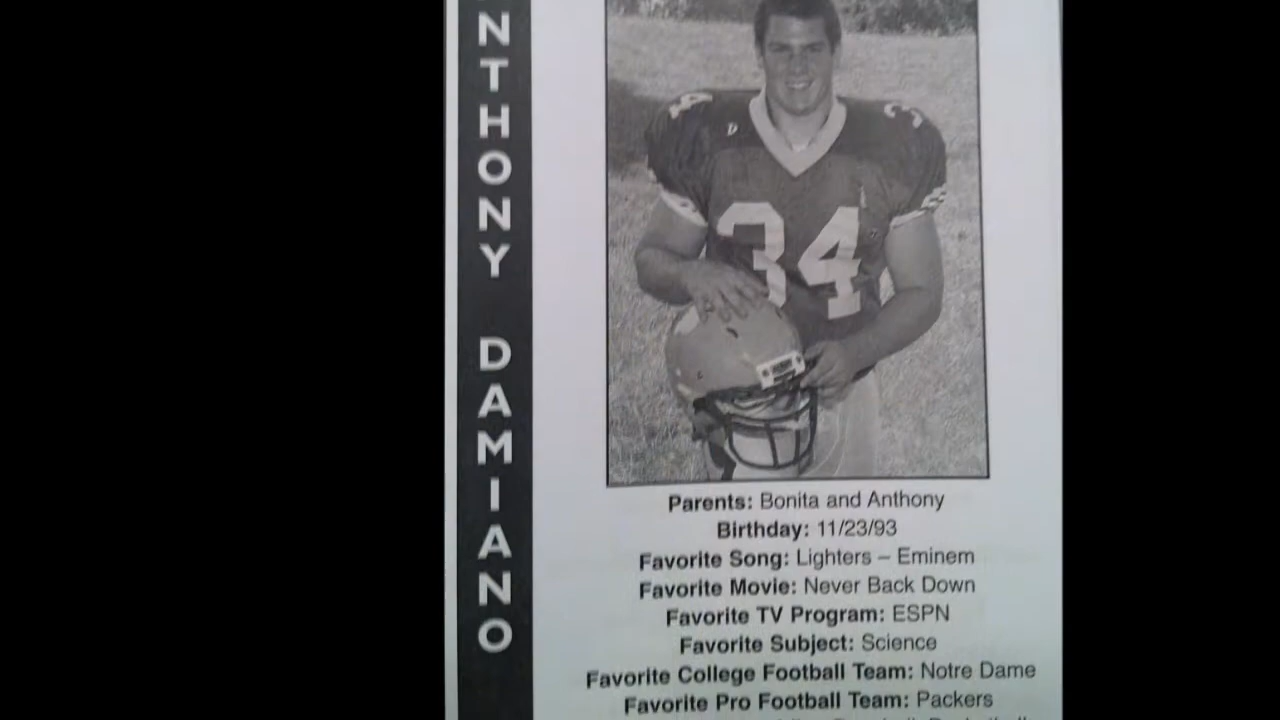 NTHONY DAMIANO
34
Parents: Bonita and Anthony
Birthday: 11/23/93
Favorite Song: Lighters – Eminem
Favorite Movie: Never Back Down
Favorite TV Program: ESPN
Favorite Subject: Science
Favorite College Football Team: Notre Dame
Favorite Pro Football Team: Packers